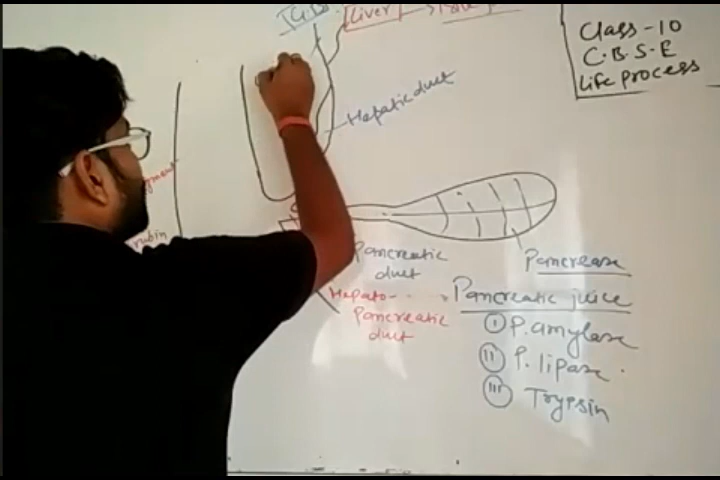 Liver
Class-10
C.B.S.E
Life process
Hepatic duct
Pancreatic
duct
Pancrease
Hepato-
Pancreatic
duct
Pancreatic juice
I P. amylase
II P. lipase.
III Trypsin